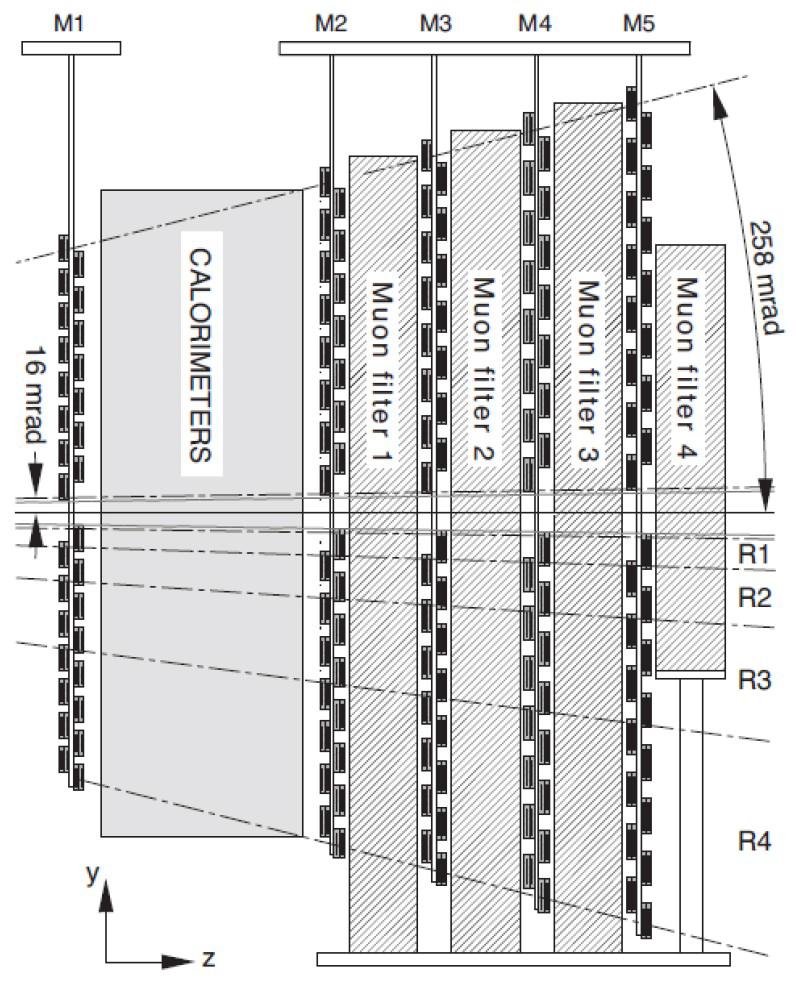 M1
M2
M3
M4
M5
CALORIMETERS
Muon filter 1
Muon filter 2
Muon filter 3
Muon filter 4
258 mrad
16 mrad
R1
R2
R3
R4
y
z